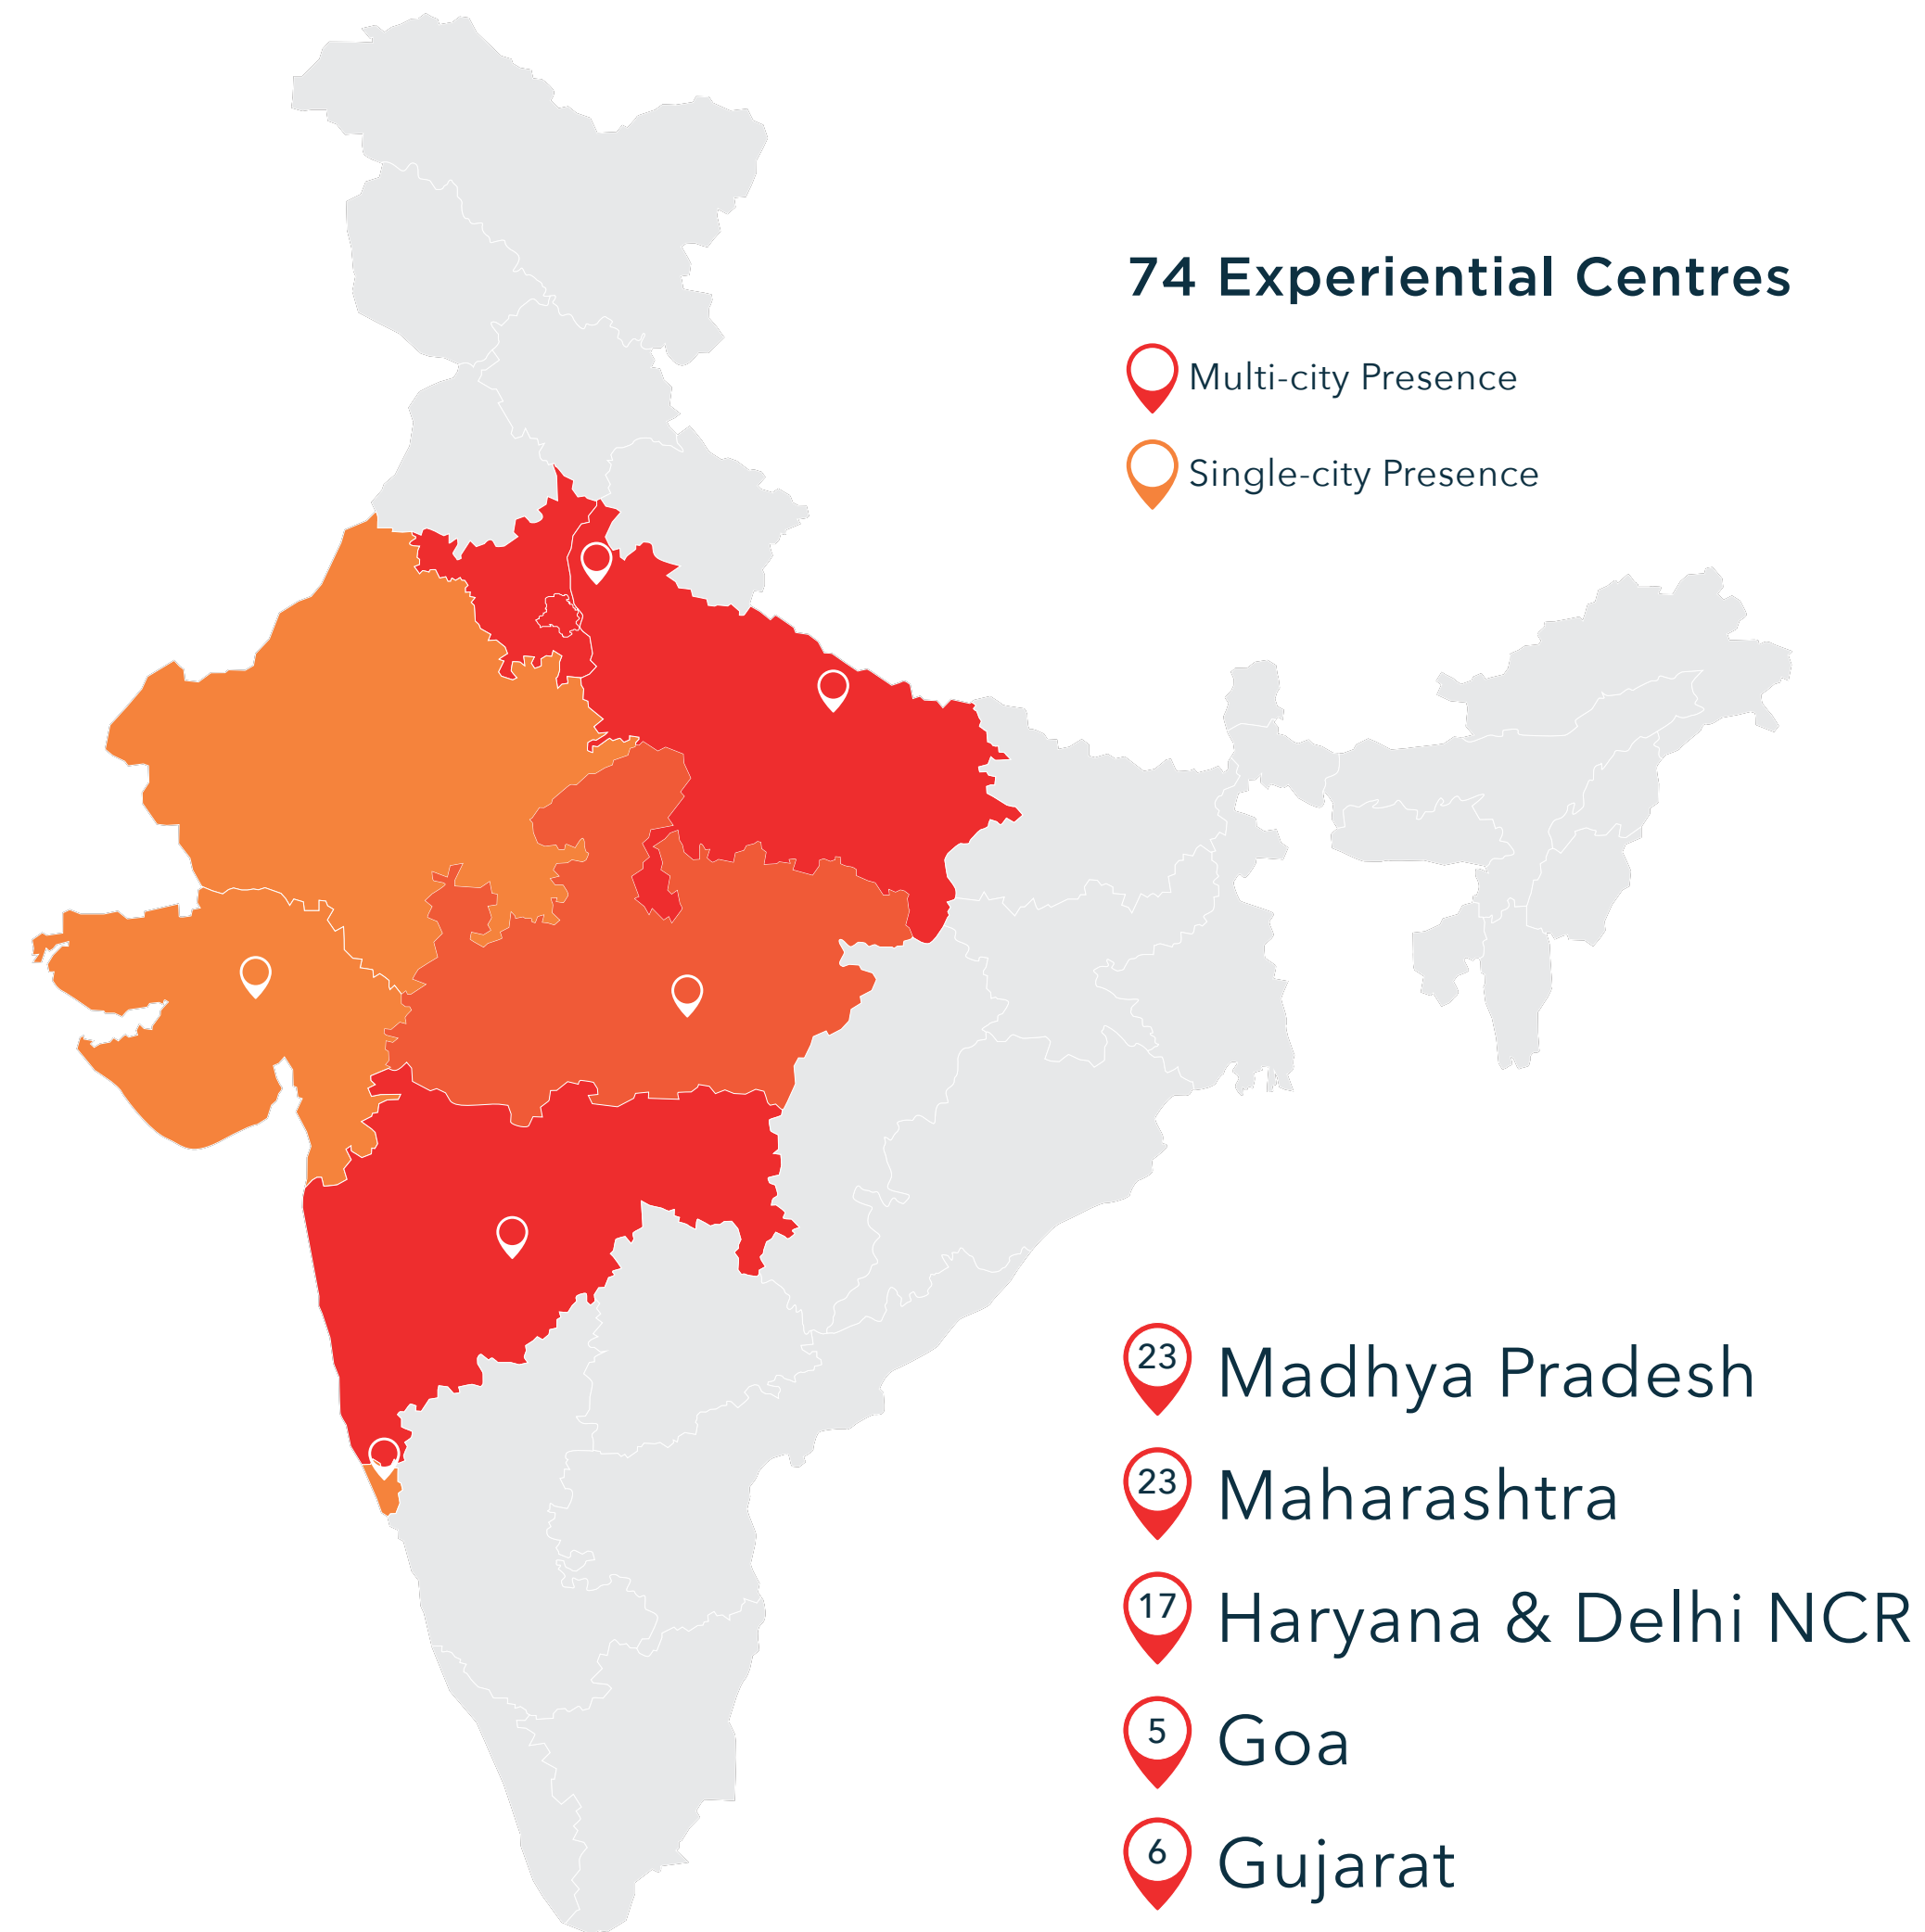 74 Experiential Centres
Multi-city Presence
Single-city Presence
23 Madhya Pradesh
23 Maharashtra
17 Haryana & Delhi NCR
5 Goa
6 Gujarat